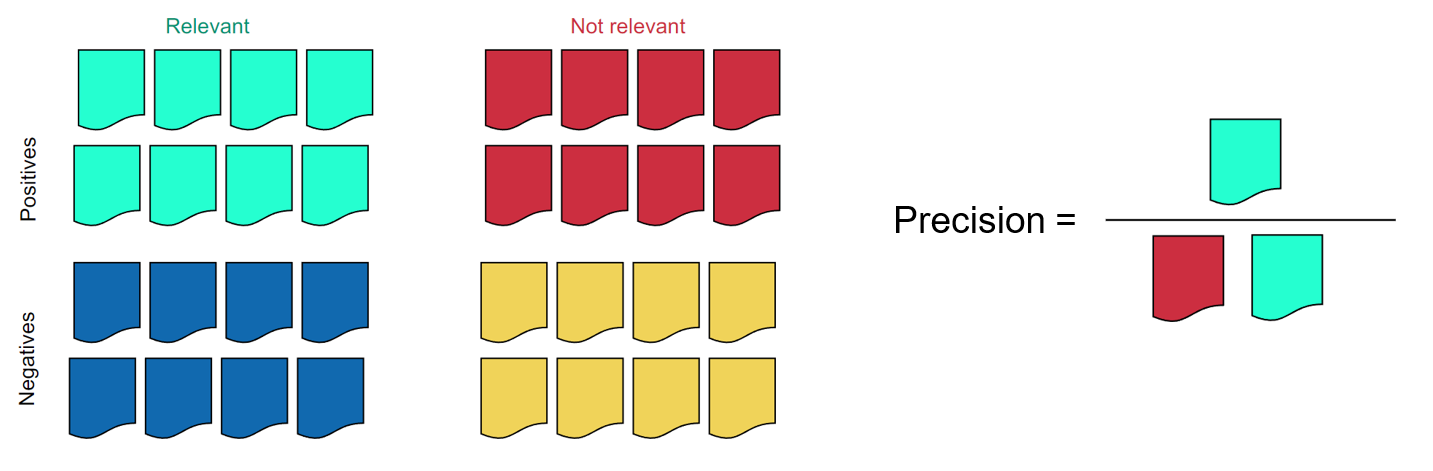 Relevant
Not relevant
Positives
Negatives
Precision =